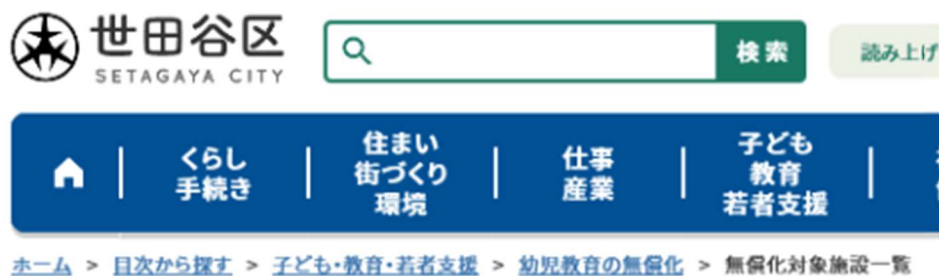 世田谷区
SETAGAYA CITY
検索
読み上げ
くらし
手続き
住まい
街づくり
環境
仕事
産業
子ども
教育
若者支援
ホーム > 目次から探す > 子ども・教育・若者支援 > 幼児教育の無償化 > 無償化対象施設一覧